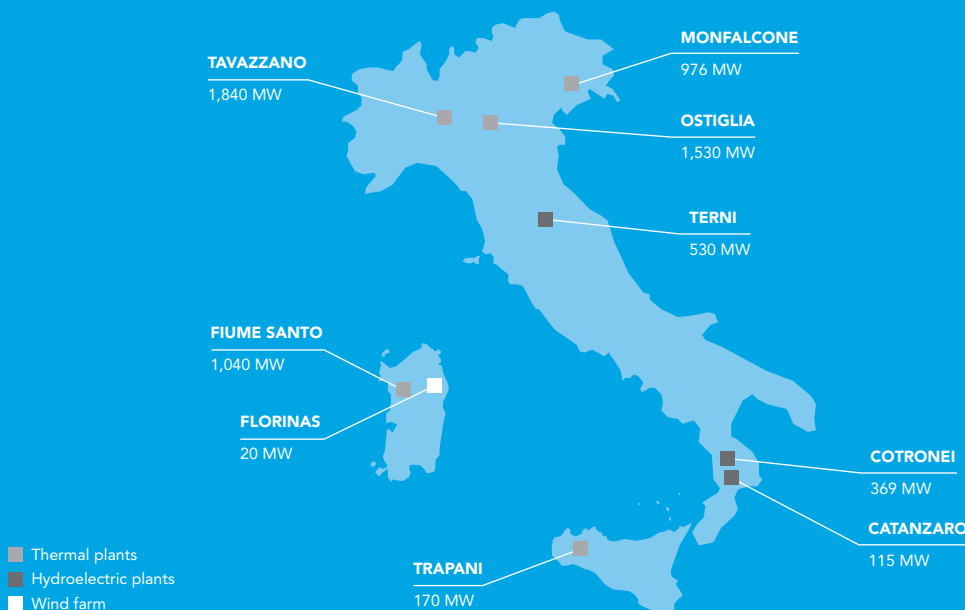 TAVAZZANO
1,840 MW
MONFALCONE
976 MW
OSTIGLIA
1,530 MW
TERNI
530 MW
FIUME SANTO
1,040 MW
FLORINAS
20 MW
COTRONEI
369 MW
CATANZARO
115 MW
TRAPANI
170 MW
Thermal plants
Hydroelectric plants
Wind farm